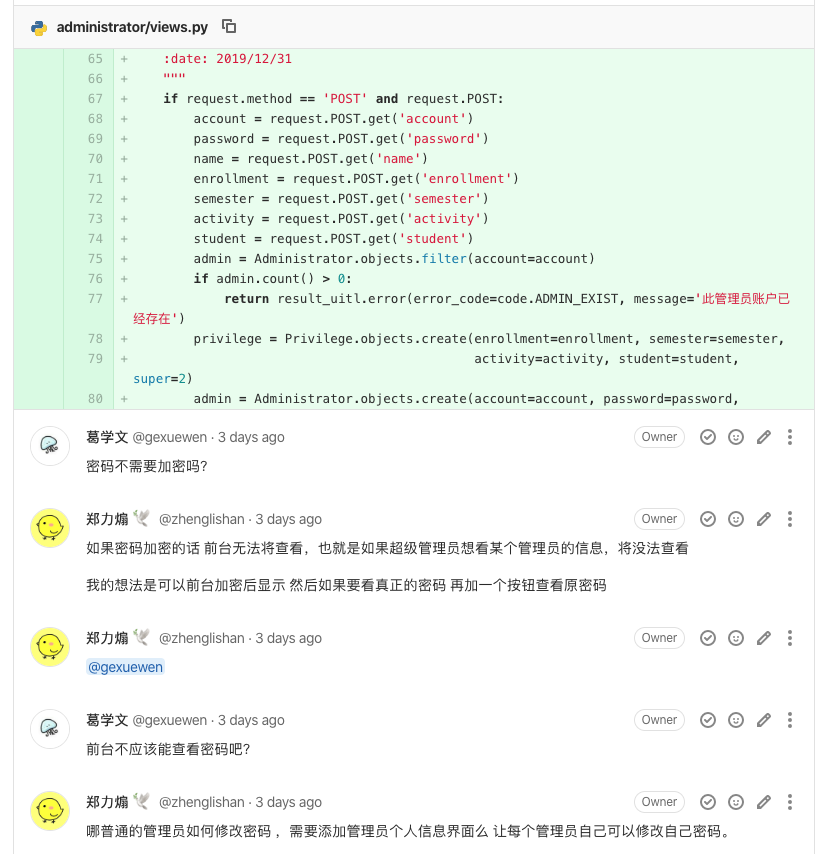 administrator/views.py
65 + :date: 2019/12/31
66 + """
67 + if request.method == 'POST' and request.POST:
68 + account = request.POST.get('account')
69 + password = request.POST.get('password')
70 + name = request.POST.get('name')
71 + enrollment = request.POST.get('enrollment')
72 + semester = request.POST.get('semester')
73 + activity = request.POST.get('activity')
74 + student = request.POST.get('student')
75 + admin = Administrator.objects.filter(account=account)
76 + if admin.count() > 0:
77 + return result_uitl.error(error_code=code.ADMIN_EXIST, message='此管理员账户已
经存在')
78 + privilege = Privilege.objects.create(enrollment=enrollment, semester=semester,
79 + activity=activity, student=student,
super=2)
80 + admin = Administrator.objects.create(account=account, password=password,
葛学文 @gexuewen · 3 days ago Owner
密码不需要加密吗?
郑力煽🕊 @zhenglishan · 3 days ago Owner
如果密码加密的话 前台无法将查看，也就是如果超级管理员想看某个管理员的信息，将没法查看
我的想法是可以前台加密后显示 然后如果要看真正的密码 再加一个按钮查看原密码
郑力煽🕊 @zhenglishan · 3 days ago Owner
@gexuewen
葛学文 @gexuewen · 3 days ago Owner
前台不应该能查看密码吧?
郑力煽🕊 @zhenglishan · 3 days ago Owner
哪普通的管理员如何修改密码 ，需要添加管理员个人信息界面么 让每个管理员自己可以修改自己密码。